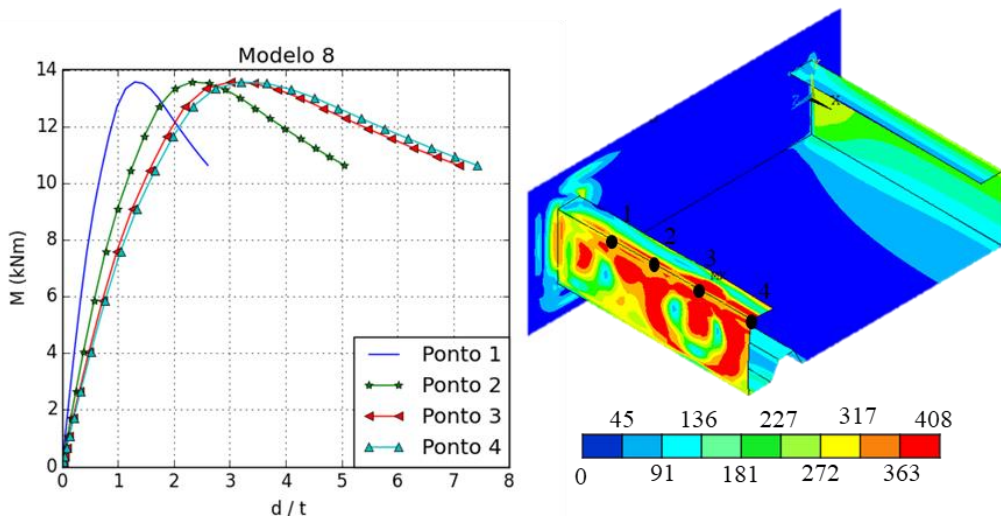 Modelo 8
14
12
10
8
6
4
2
0
M (kNm)
0 1 2 3 4 5 6 7 8
d / t
Ponto 1
Ponto 2
Ponto 3
Ponto 4
Z X
1
2
3
4
45 136 227 317 408
0 91 181 272 363